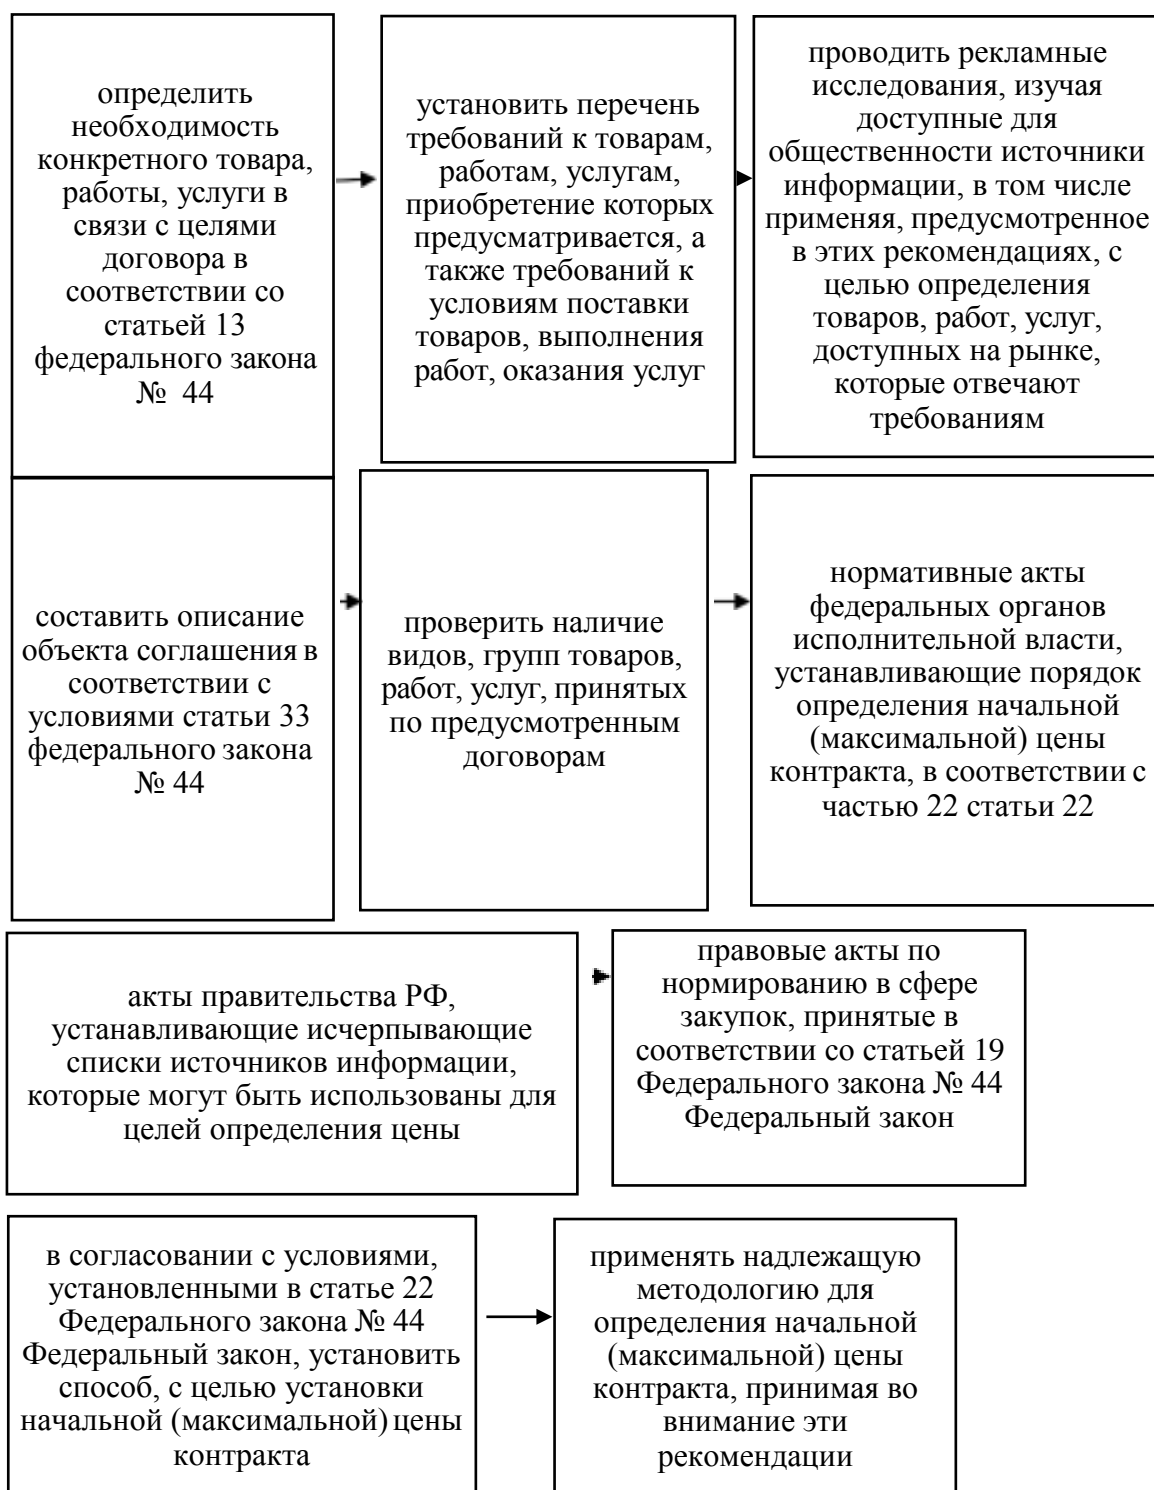 определить
необходимость
конкретного товара,
работы, услуги в
связи с целями
договора в
соответствии со
статьей 13
федерального закона
№ 44
установить перечень
требований к товарам,
работам, услугам,
приобретение которых
предусматривается, а
также требований к
условиям поставки
товаров, выполнения
работ, оказания услуг
проводить рекламные
исследования, изучая
доступные для
общественности источники
информации, в том числе
применяя, предусмотренное
в этих рекомендациях, с
целью определения
товаров, работ, услуг,
доступных на рынке,
которые отвечают
требованиям
составить описание
объекта соглашения в
соответствии с
условиями статьи 33
федерального закона
№ 44
проверить наличие
видов, групп товаров,
работ, услуг, принятых
по предусмотренным
договорам
нормативные акты
федеральных органов
исполнительной власти,
устанавливающие порядок
определения начальной
(максимальной) цены
контракта, в соответствии с
частью 22 статьи 22
акты правительства РФ,
устанавливающие исчерпывающие
списки источников информации,
которые могут быть использованы для
целей определения цены
правовые акты по
нормированию в сфере
закупок, принятые в
соответствии со статьей 19
Федерального закона № 44
Федеральный закон
в согласовании с условиями,
установленными в статье 22
Федерального закона № 44
Федеральный закон, установить
способ, с целью установки
начальной (максимальной) цены
контракта
применять надлежащую
методологию для
определения начальной
(максимальной) цены
контракта, принимая во
внимание эти
рекомендации